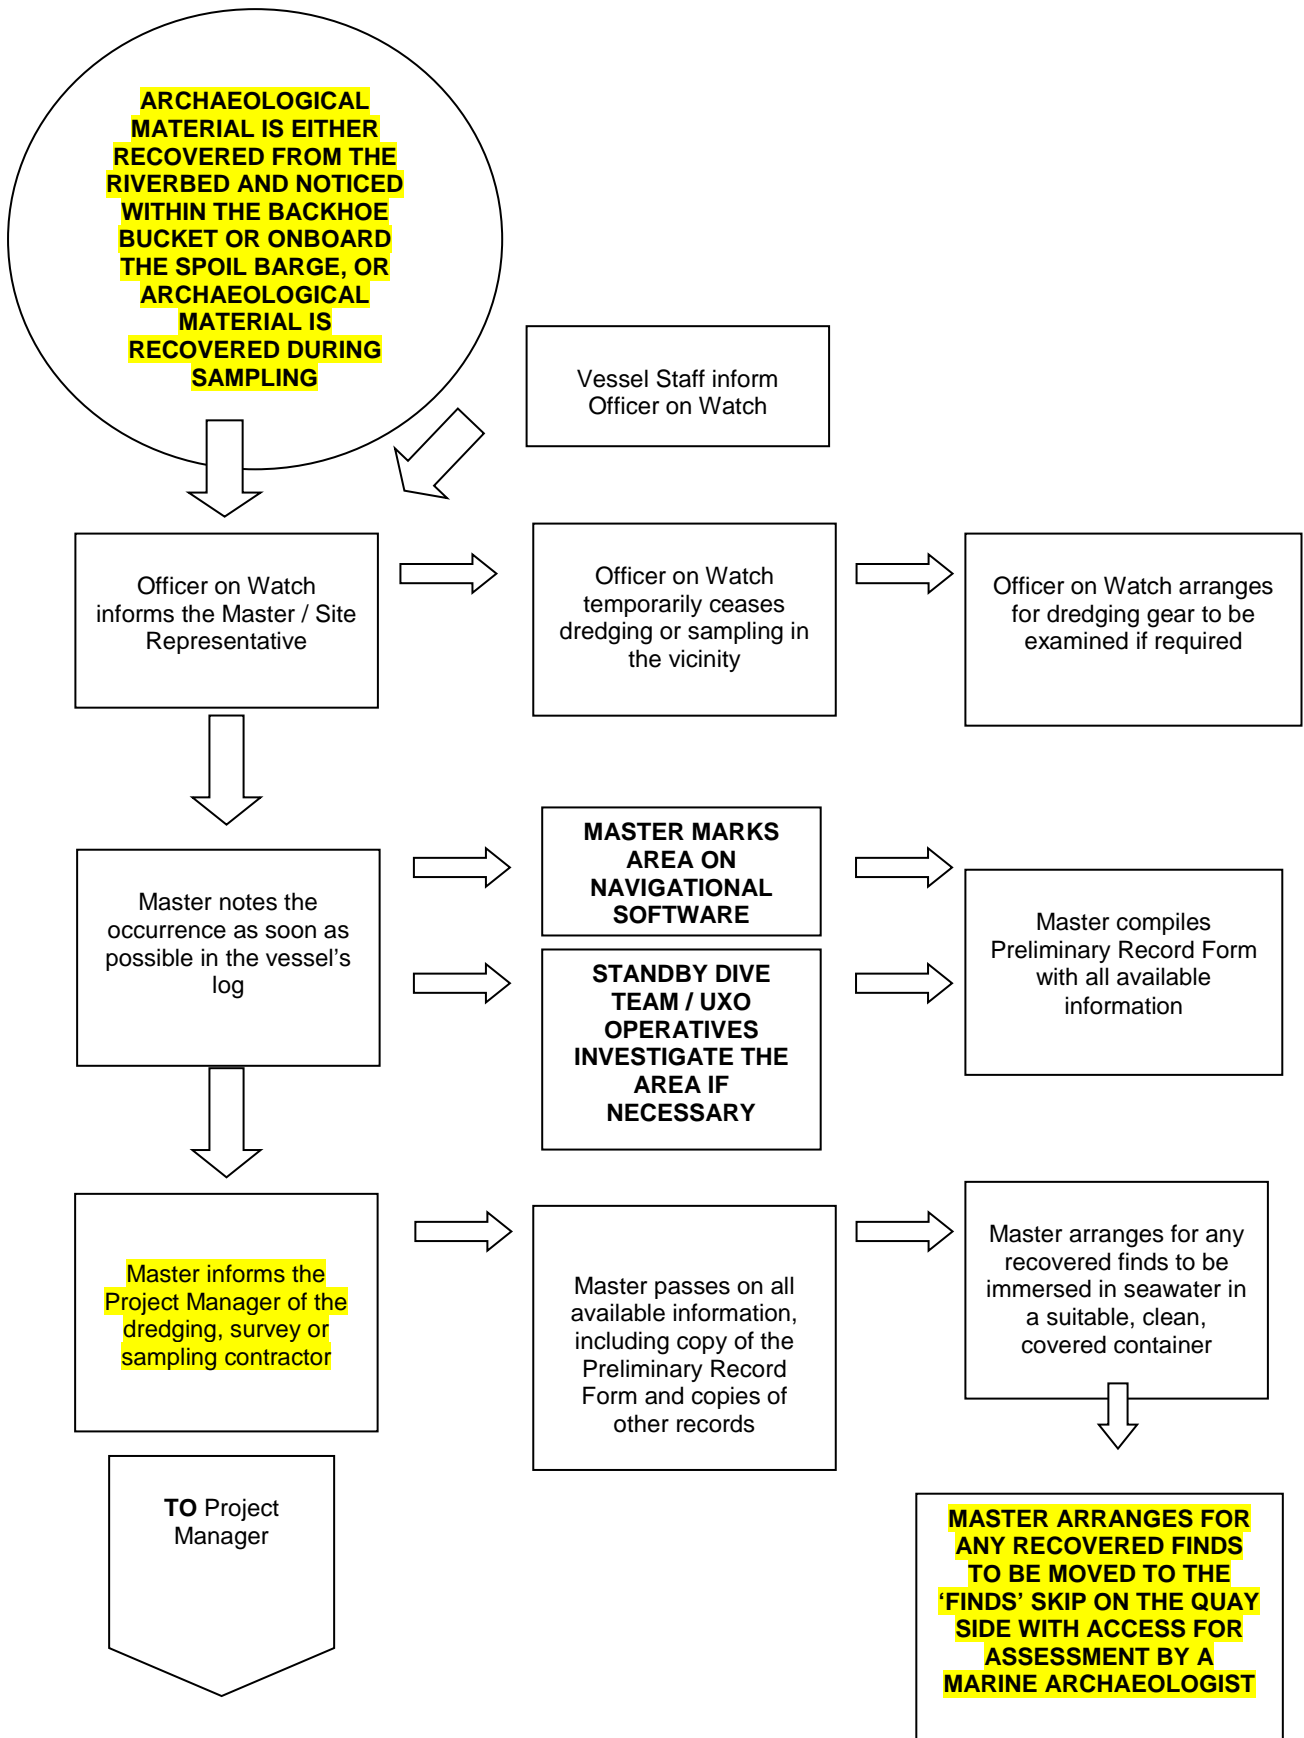 ARCHAEOLOGICAL
MATERIAL IS EITHER
RECOVERED FROM THE
RIVERBED AND NOTICED
WITHIN THE BACKHOE
BUCKET OR ONBOARD
THE SPOIL BARGE, OR
ARCHAEOLOGICAL
MATERIAL IS
RECOVERED DURING
SAMPLING
Vessel Staff inform
Officer on Watch
Officer on Watch
informs the Master / Site
Representative
Officer on Watch
temporarily ceases
dredging or sampling in
the vicinity
Officer on Watch arranges
for dredging gear to be
examined if required
Master notes the
occurrence as soon as
possible in the vessel’s
log
MASTER MARKS
AREA ON
NAVIGATIONAL
SOFTWARE
STANDBY DIVE
TEAM / UXO
OPERATIVES
INVESTIGATE THE
AREA IF
NECESSARY
Master compiles
Preliminary Record Form
with all available
information
Master informs the
Project Manager of the
dredging, survey or
sampling contractor
Master passes on all
available information,
including copy of the
Preliminary Record
Form and copies of
other records
Master arranges for any
recovered finds to be
immersed in seawater in
a suitable, clean,
covered container
TO Project
Manager
MASTER ARRANGES FOR
ANY RECOVERED FINDS
TO BE MOVED TO THE
‘FINDS’ SKIP ON THE QUAY
SIDE WITH ACCESS FOR
ASSESSMENT BY A
MARINE ARCHAEOLOGIST